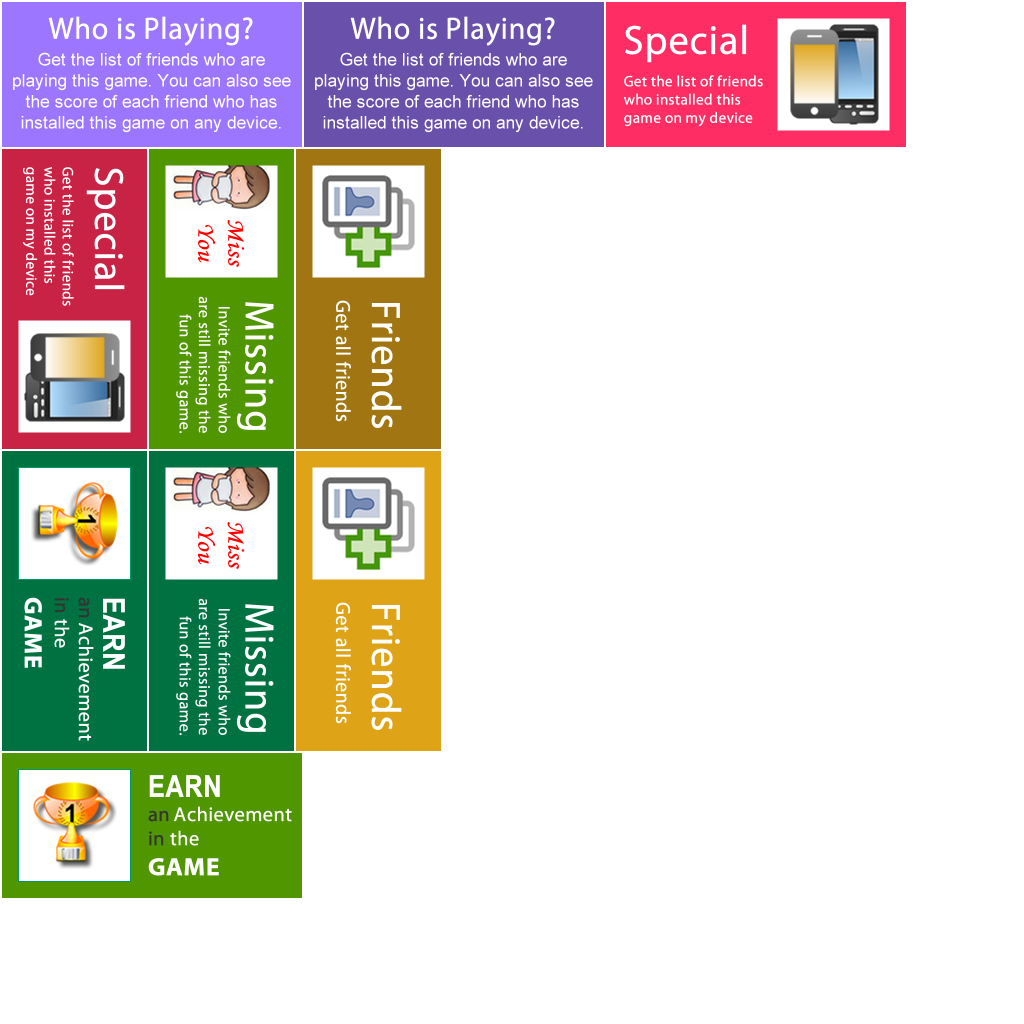 Who is Playing?
Get the list of friends who are
playing this game. You can also see
the score of each friend who has
installed this game on any device.
Who is Playing?
Get the list of friends who are
playing this game. You can also see
the score of each friend who has
installed this game on any device.
Special
Get the list of friends
who installed this
game on my device
Special
Get the list of friends
who installed this
game on my device
Miss
You
Missing
Invite friends who
are still missing the
fun of this game.
Friends
Get all friends
1
EARN
an Achievement
in the
GAME
Miss
You
Missing
Invite friends who
are still missing the
fun of this game.
Friends
Get all friends
1
EARN
an Achievement
in the
GAME